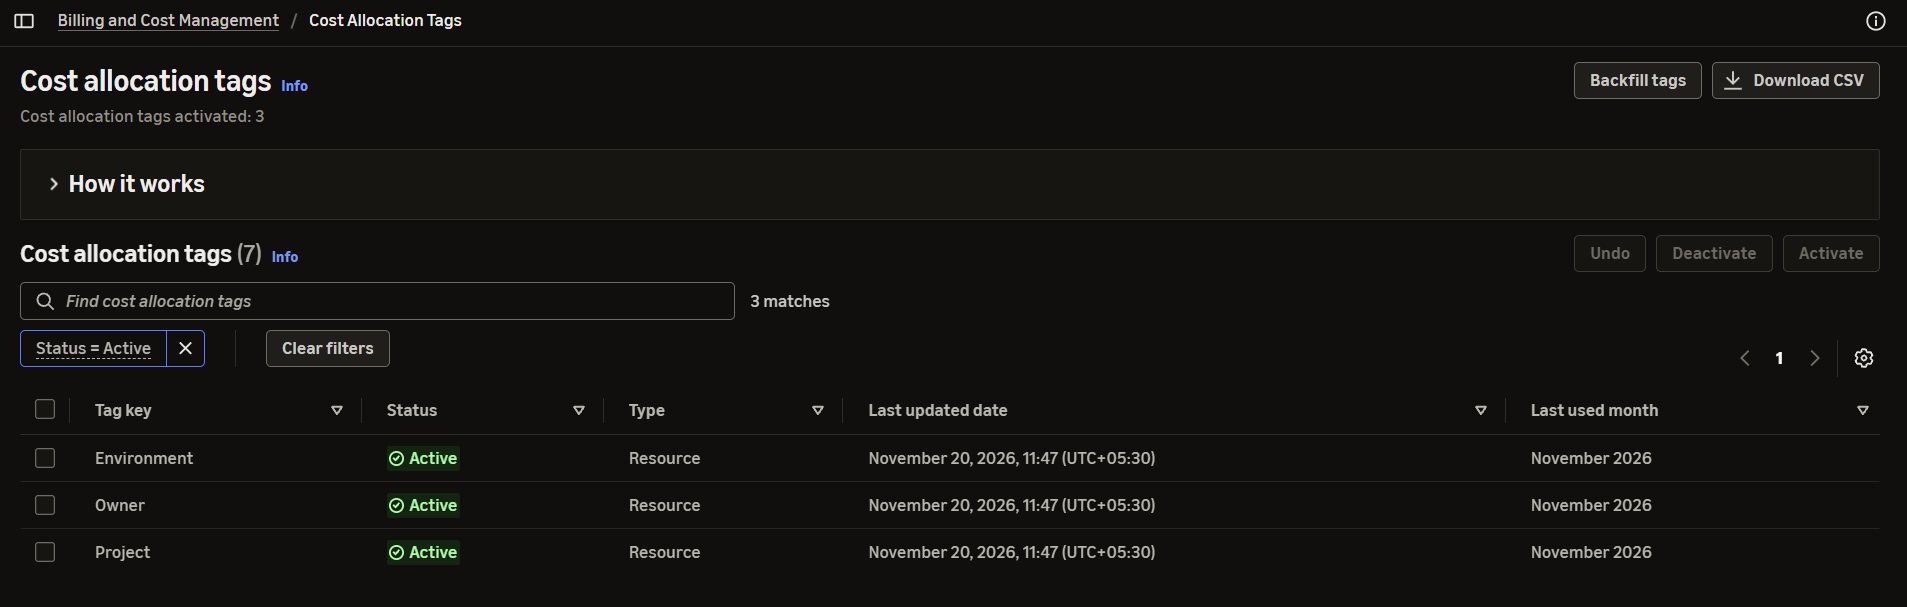 Billing and Cost Management / Cost Allocation Tags
Cost allocation tags Info
Backfill tags Download CSV
Cost allocation tags activated: 3
How it works
Cost allocation tags (7) Info
Undo Deactivate Activate
Find cost allocation tags 3 matches
Status = Active Clear filters
1
Tag key Status Type Last updated date Last used month
Environment Active Resource November 20, 2026, 11:47 (UTC+05:30) November 2026
Owner Active Resource November 20, 2026, 11:47 (UTC+05:30) November 2026
Project Active Resource November 20, 2026, 11:47 (UTC+05:30) November 2026